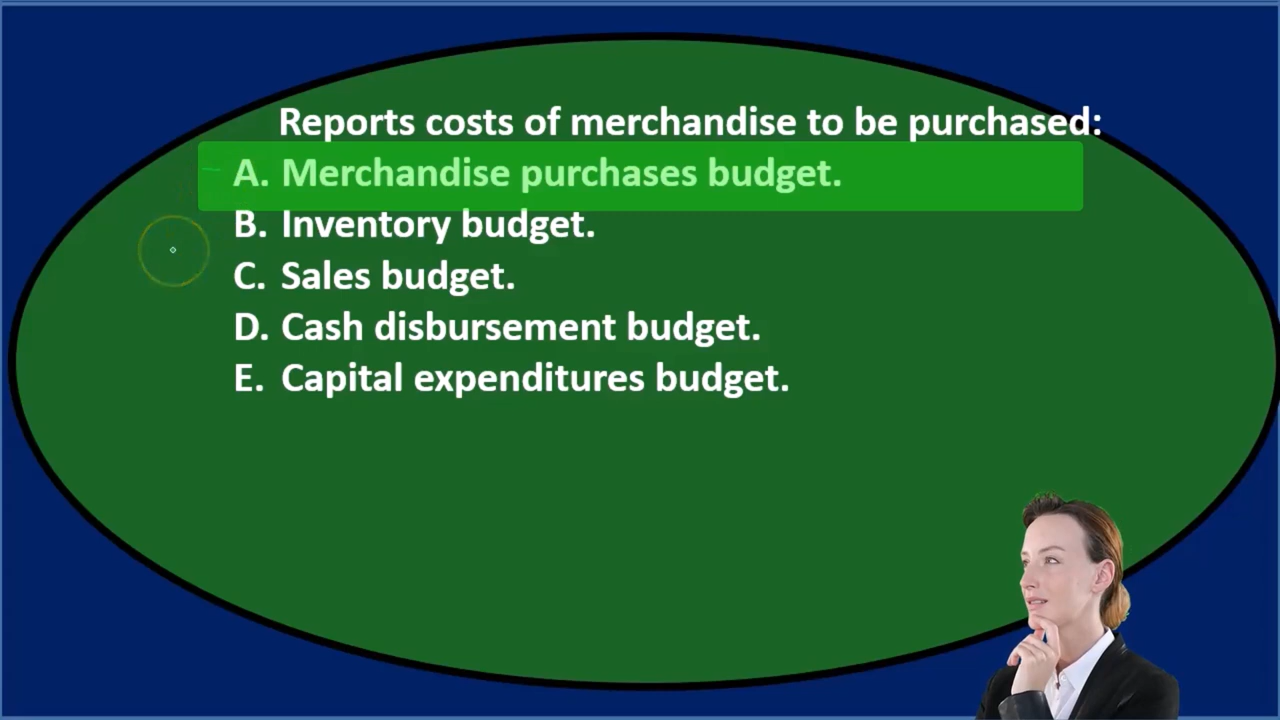 Reports costs of merchandise to be purchased:
A. Merchandise purchases budget.
B. Inventory budget.
C. Sales budget.
D. Cash disbursement budget.
E. Capital expenditures budget.